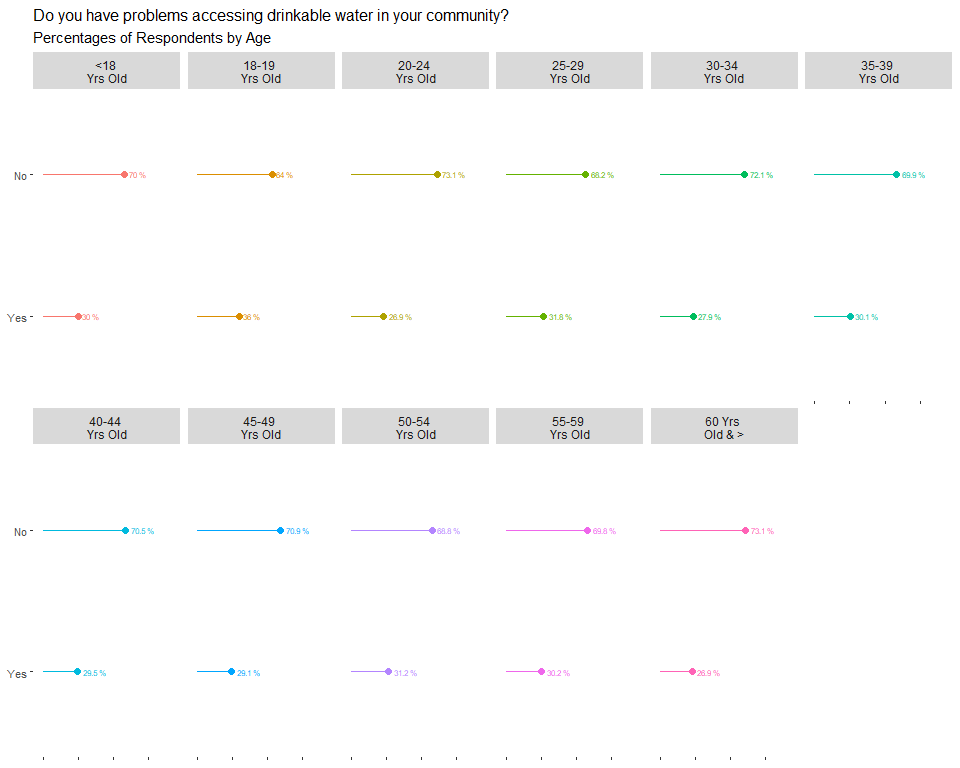 Do you have problems accessing drinkable water in your community?
Percentages of Respondents by Age
<18
Yrs Old
18-19
Yrs Old
20-24
Yrs Old
25-29
Yrs Old
30-34
Yrs Old
35-39
Yrs Old
No
70 %
64 %
73.1 %
68.2 %
72.1 %
69.9 %
Yes
30 %
36 %
26.9 %
31.8 %
27.9 %
30.1 %
40-44
Yrs Old
45-49
Yrs Old
50-54
Yrs Old
55-59
Yrs Old
60 Yrs
Old & >
No
70.5 %
70.9 %
68.8 %
69.8 %
73.1 %
Yes
29.5 %
29.1 %
31.2 %
30.2 %
26.9 %